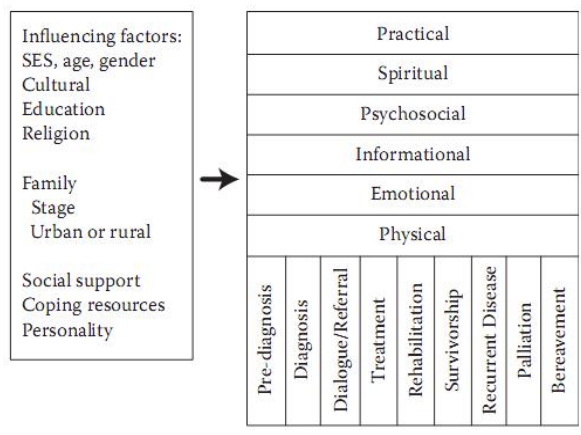 Influencing factors:
SES, age, gender
Cultural
Education
Religion
Family
Stage
Urban or rural
Social support
Coping resources
Personality
Practical
Spiritual
Psychosocial
Informational
Emotional
Physical
Pre-diagnosis
Diagnosis
Dialogue/Referral
Treatment
Rehabilitation
Survivorship
Recurrent Disease
Palliation
Bereavement